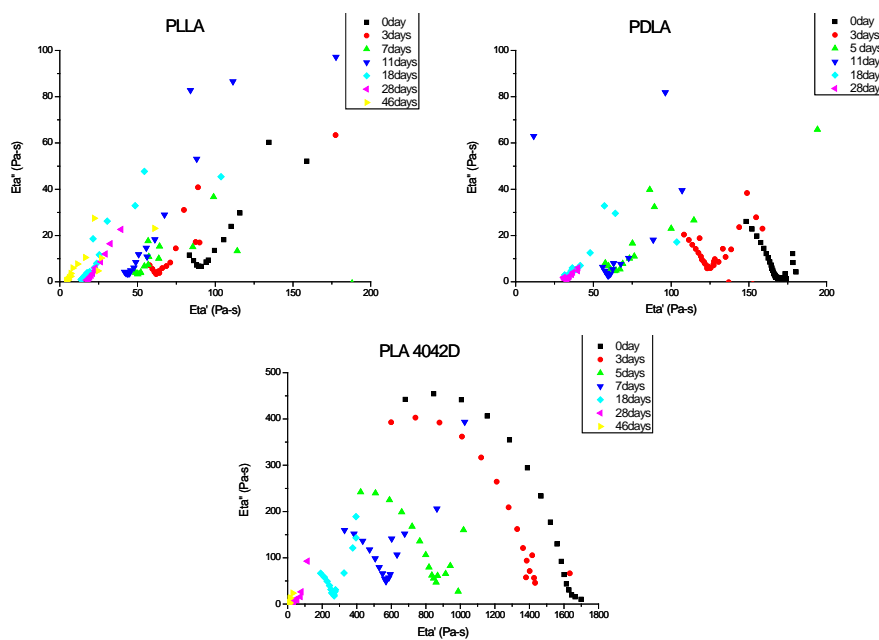 PLLA
0day
3days
7days
11days
18days
28days
46days
100
80
60
40
20
0
Eta'' (Pa-s)
0 50 100 150 200
Eta' (Pa-s)
PDLA
0day
3days
5 days
11days
18days
28days
100
80
60
40
20
0
Eta'' (Pa-s)
0 50 100 150 200
Eta' (Pa-s)
PLA 4042D
0day
3days
5days
7days
18days
28days
46days
500
400
300
200
100
0
Eta'' (Pa-s)
0 200 400 600 800 1000 1200 1400 1600 1800
Eta' (Pa-s)